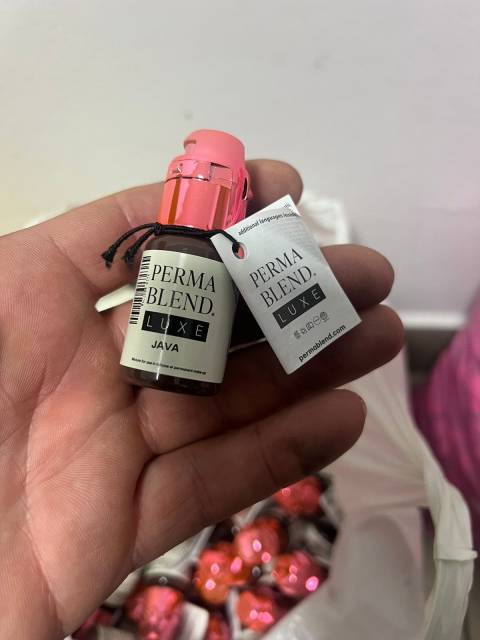 PERMA
BLEND.
LUXE
JAVA
additional languages inside
PERMA
BLEND.
LUXE
permablend.com